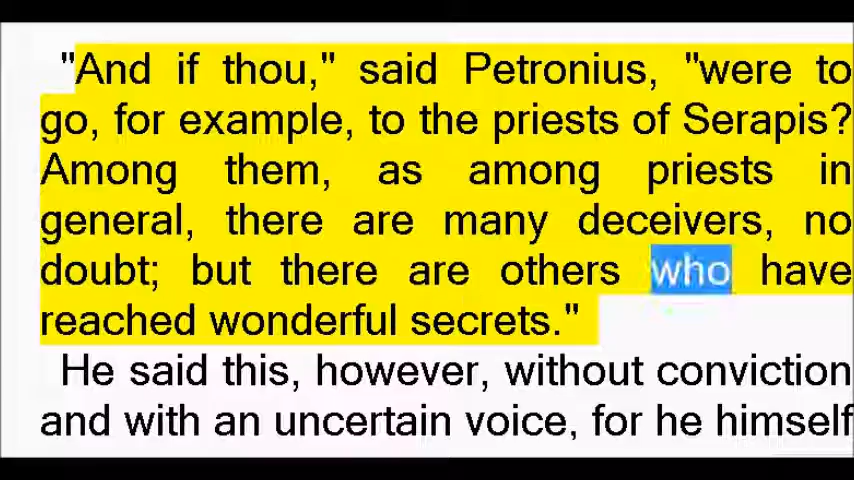 "And if thou," said Petronius, "were to
go, for example, to the priests of Serapis?
Among them, as among priests in
general, there are many deceivers, no
doubt; but there are others who have
reached wonderful secrets."
He said this, however, without conviction
and with an uncertain voice, for he himself